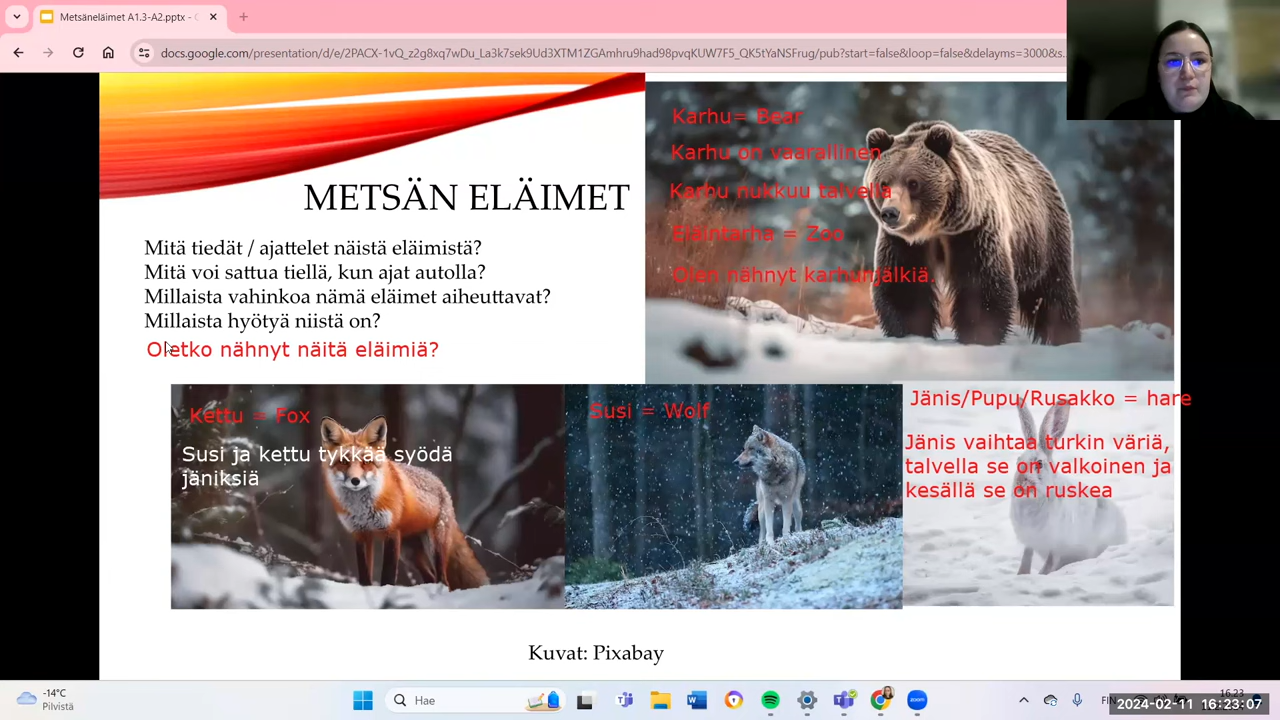 Metsäneläimet A1.3-A2.pptx -
docs.google.com/presentation/d/e/2PACX-1vQ_z2g8xq7wDu_La3k7sek9Ud3XTM1ZGAmhru9had98pvqKUW7F5_QK5tYaNSFrug/pub?start=false&loop=false&delayms=3000&s...
METSÄN ELÄIMET
Mitä tiedät / ajattelet näistä eläimistä?
Mitä voi sattua tiellä, kun ajat autolla?
Millaista vahinkoa nämä eläimet aiheuttavat?
Millaista hyötyä niistä on?
Oletko nähnyt näitä eläimiä?
Karhu= Bear
Karhu on vaarallinen
Karhu nukkuu talvella
Eläintarha = Zoo
Olen nähnyt karhunjälkiä.
Kettu = Fox
Susi ja kettu tykkää syödä
jäniksiä
Susi = Wolf
Jänis/Pupu/Rusakko = hare
Jänis vaihtaa turkin väriä,
talvella se on valkoinen ja
kesällä se on ruskea
Kuvat: Pixabay
-14°C
Pilvistä
Hae
zoom
FIN
16.23
2024-02-11 16:23:07